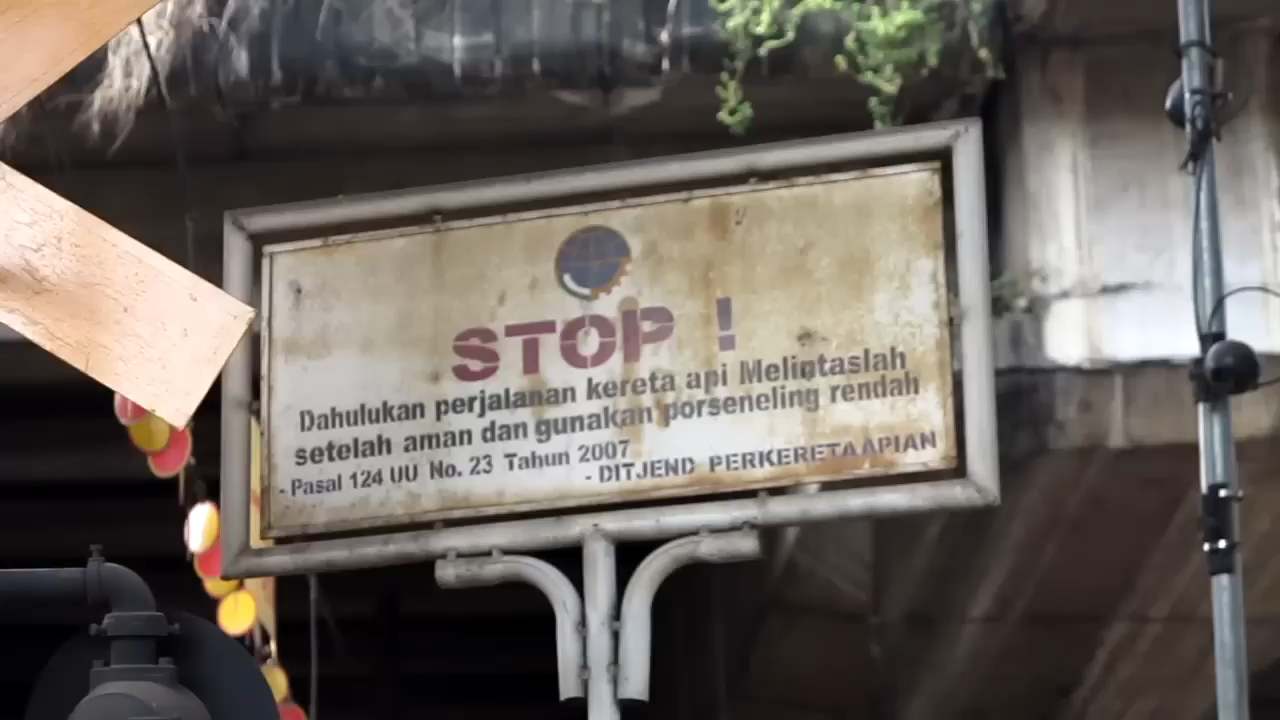 STOP !
Dahulukan perjalanan kereta api Melintaslah
setelah aman dan gunakan porseneling rendah
- Pasal 124 UU No. 23 Tahun 2007
- DITJEND PERKERETAAPIAN